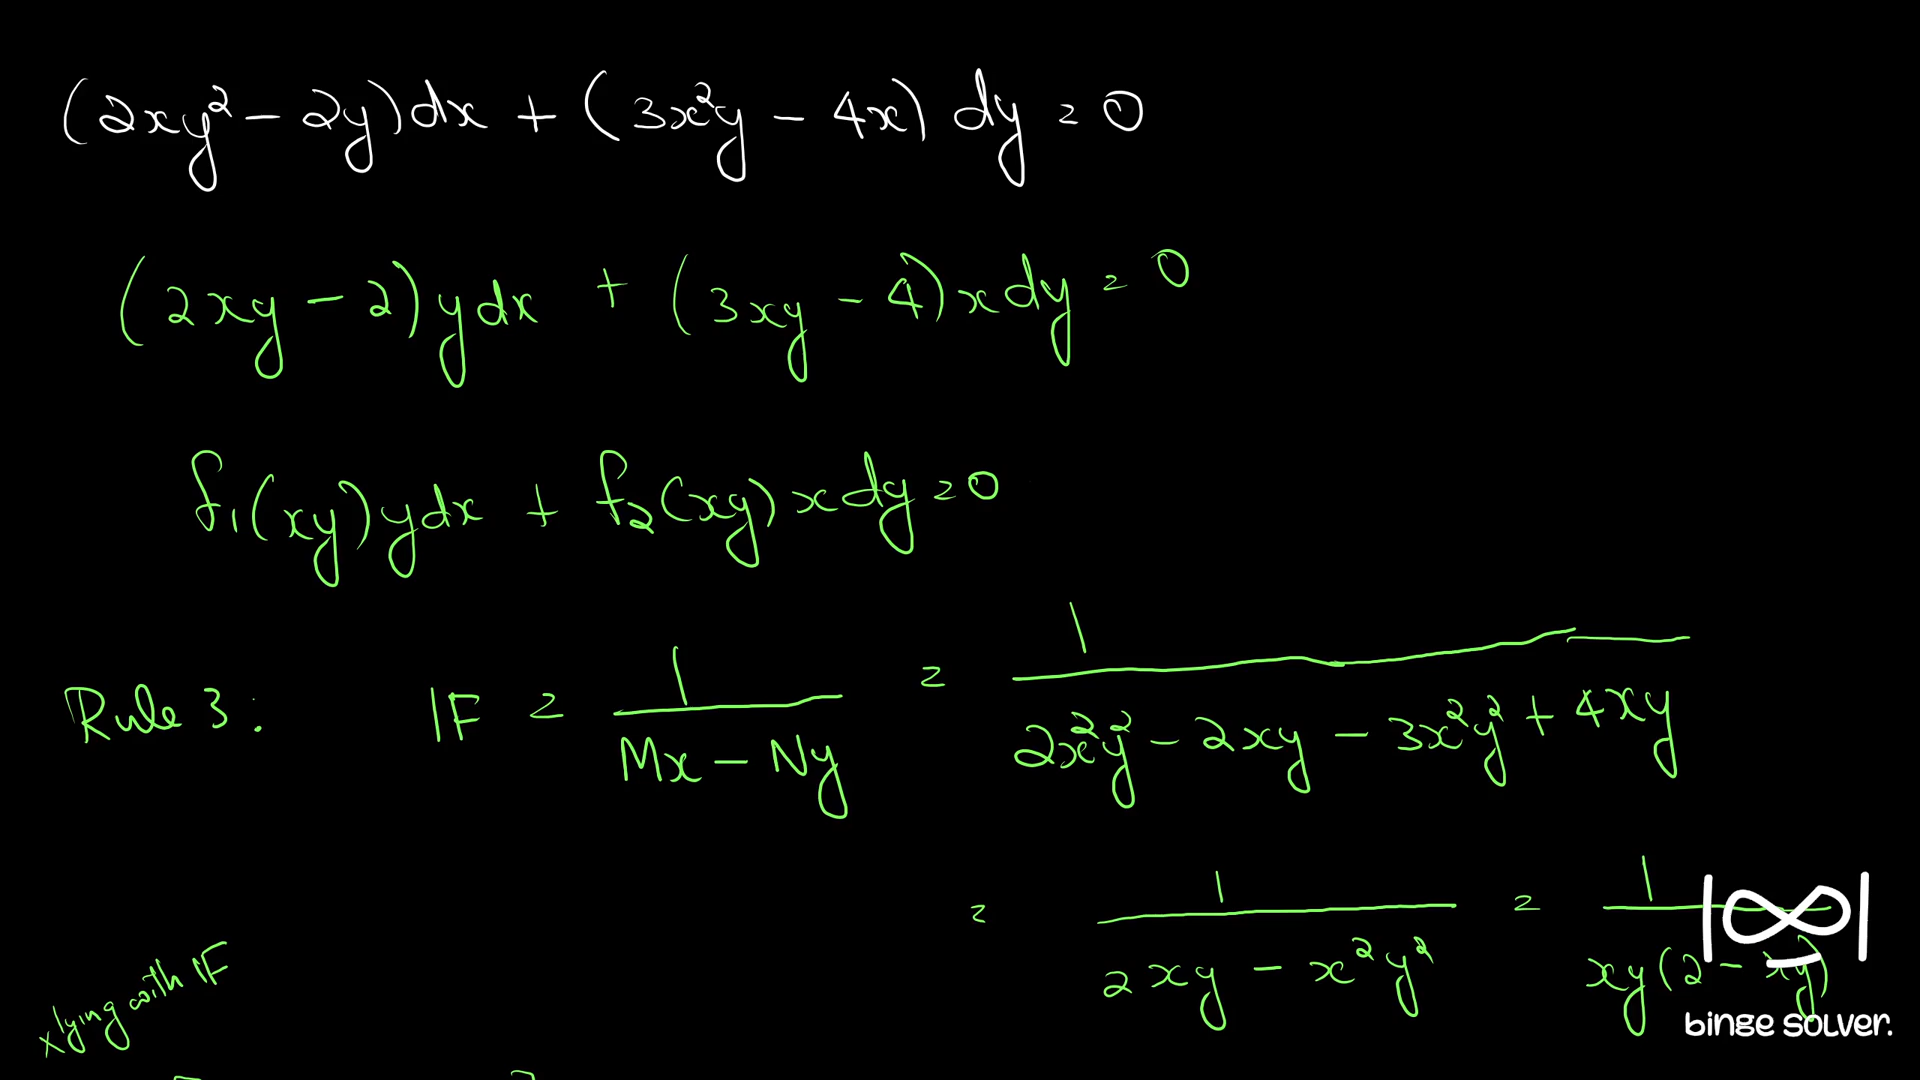 (2xy² - 2y)dx + (3x²y - 4x) dy = 0
(2xy - 2)ydx + (3xy - 4)xdy = 0
f₁(xy)ydx + f₂(xy)xdy = 0
Rule 3: IF = 1/(Mx - Ny) = 1/(2x²y² - 2xy - 3x²y² + 4xy)
= 1/(2xy - x²y²) = 1/(xy(2 - xy))
xlying with IF
binge solver.